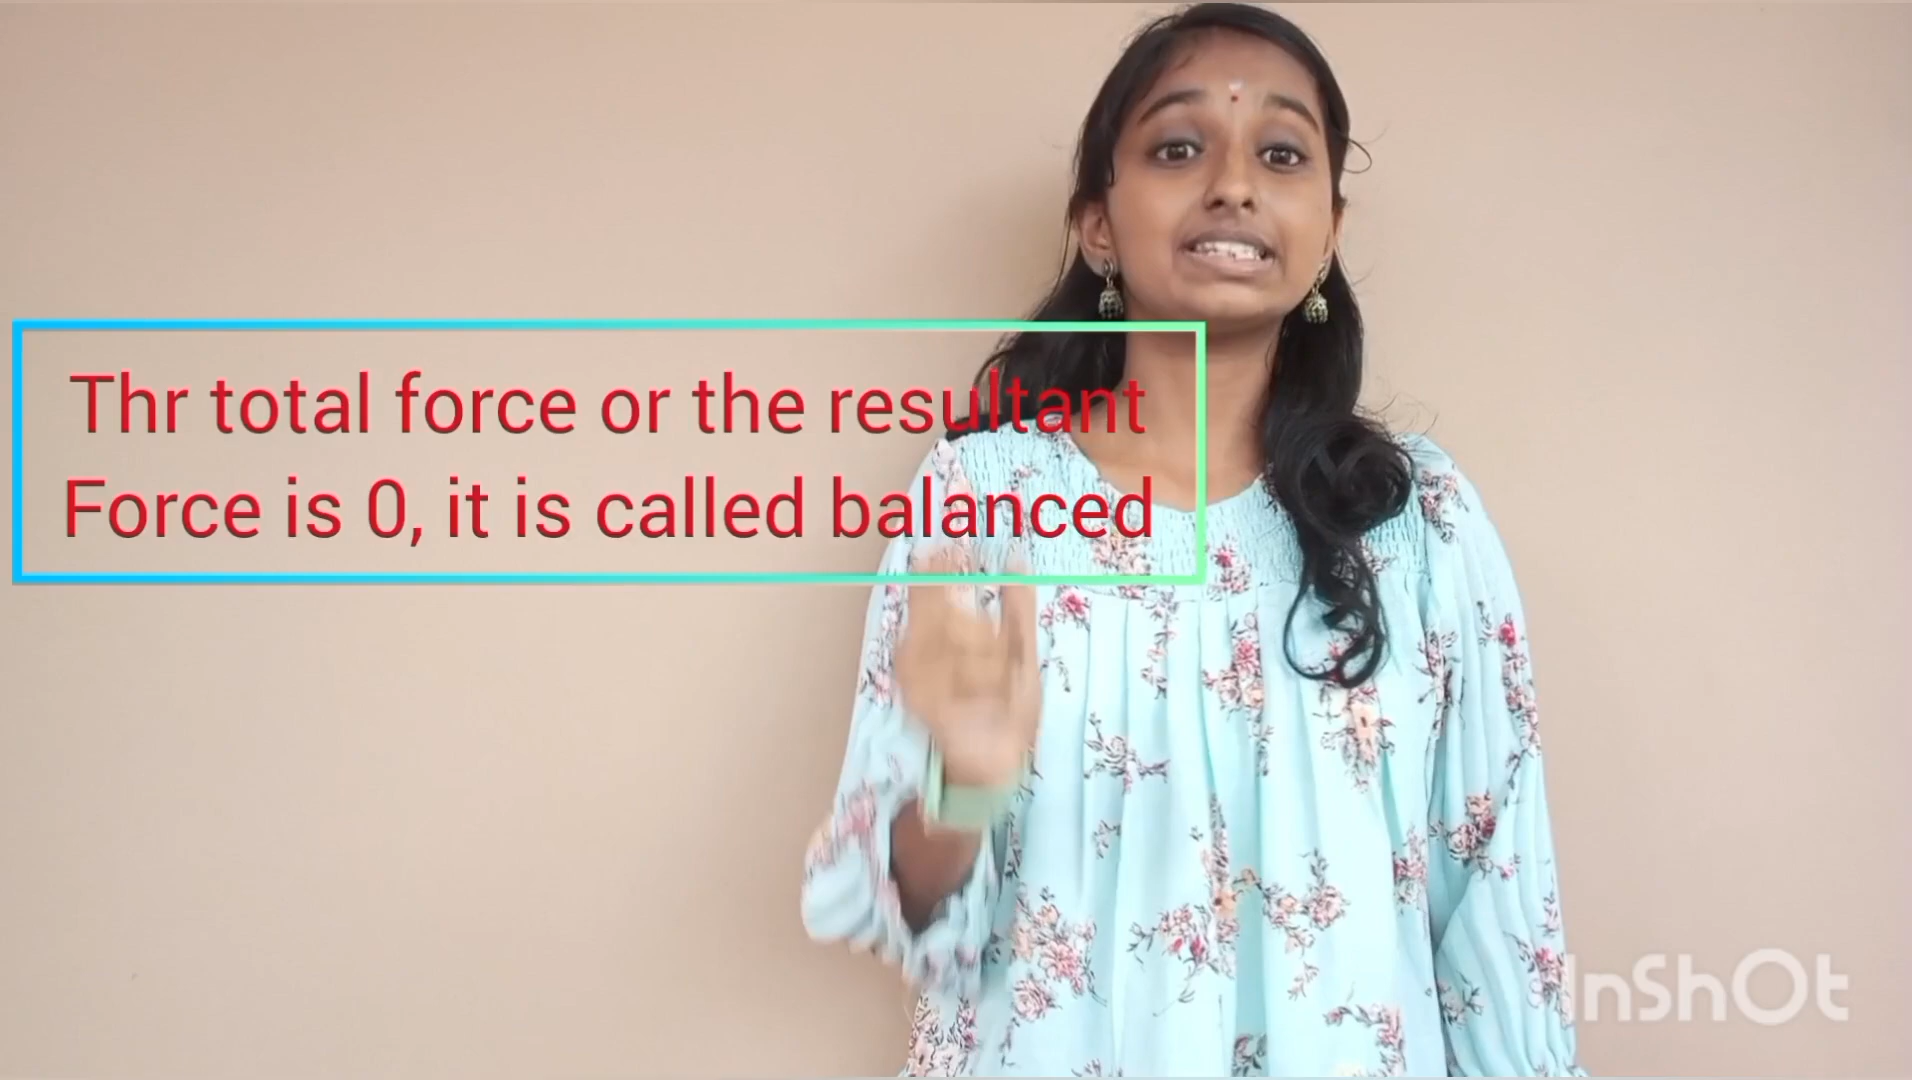 Thr total force or the resultant
Force is 0, it is called balanced
InShOt